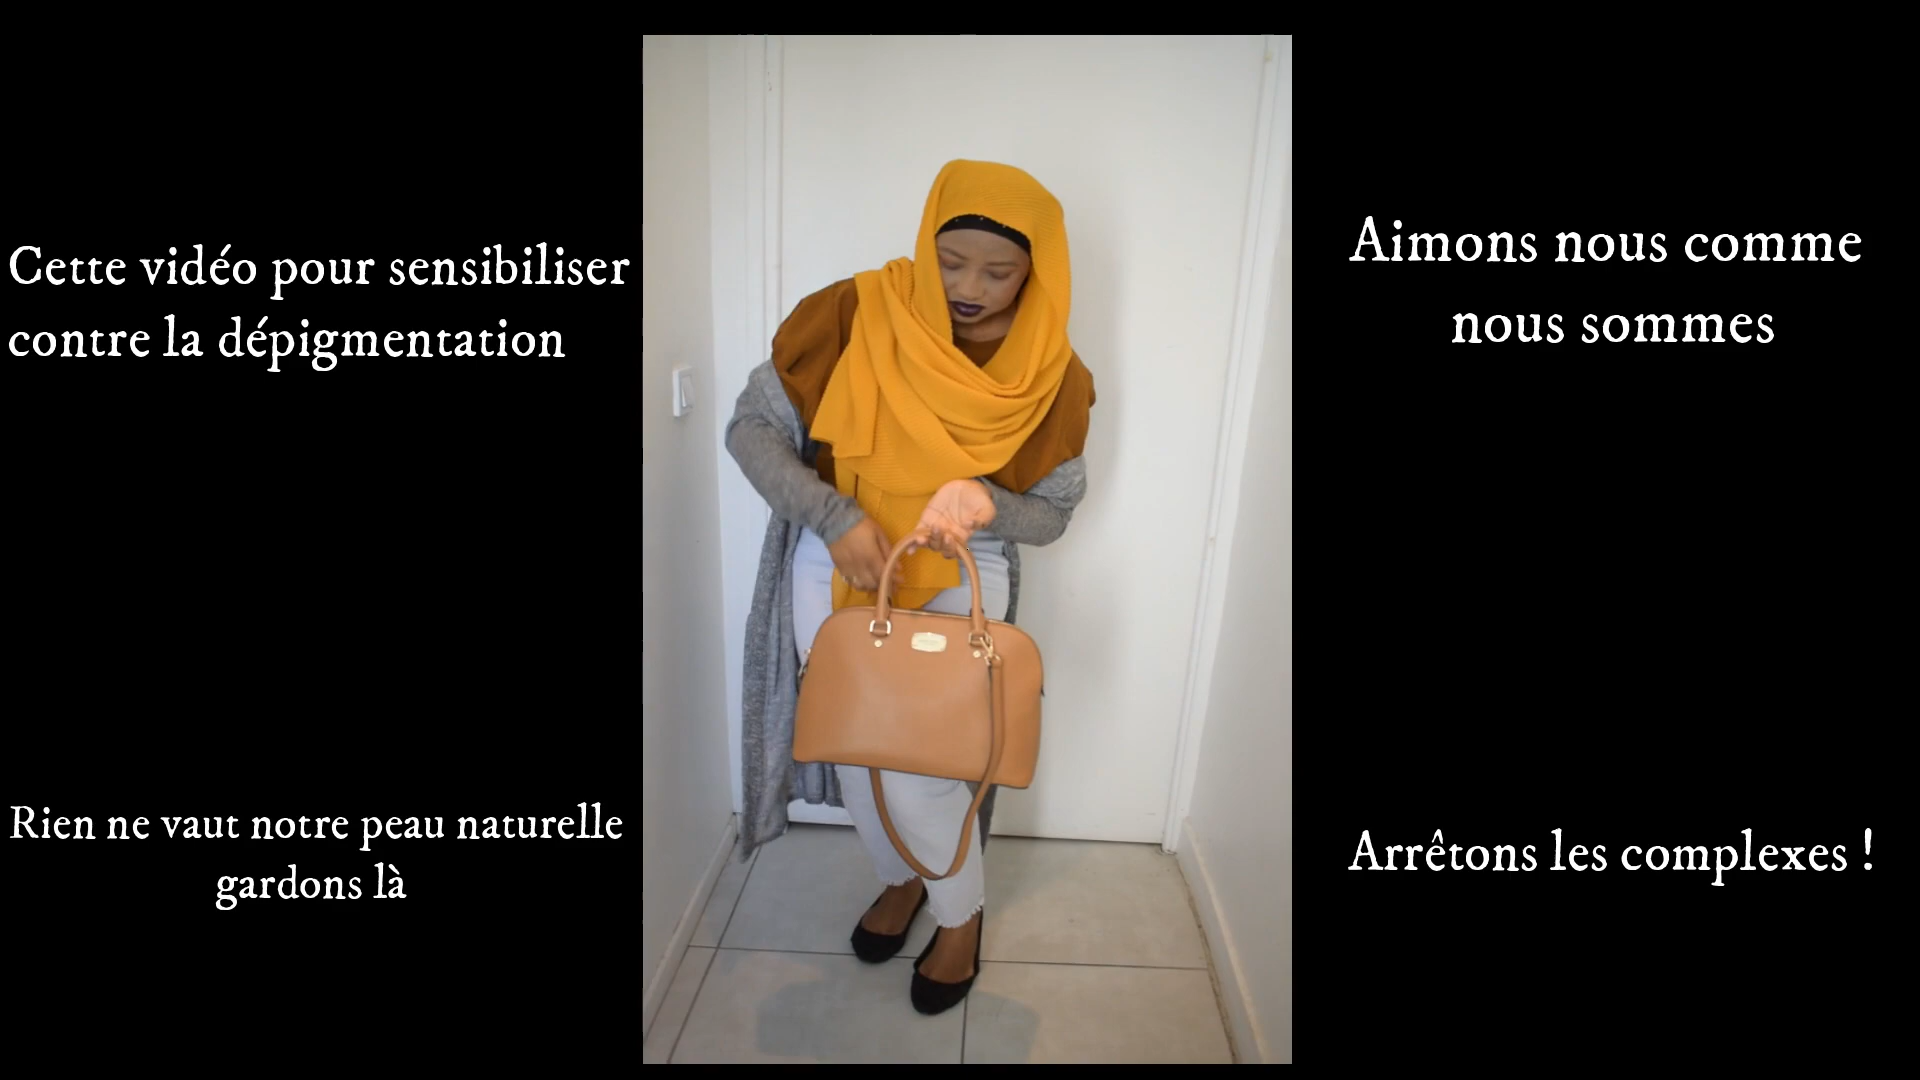 Cette vidéo pour sensibiliser
contre la dépigmentation
Aimons nous comme
nous sommes
Rien ne vaut notre peau naturelle
gardons là
Arrêtons les complexes !